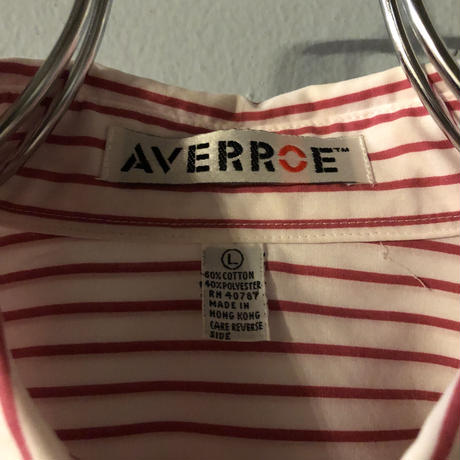 AVERROE™
L
60% COTTON
40% POLYESTER
RN 40787
MADE IN
HONG KONG
CARE REVERSE
SIDE